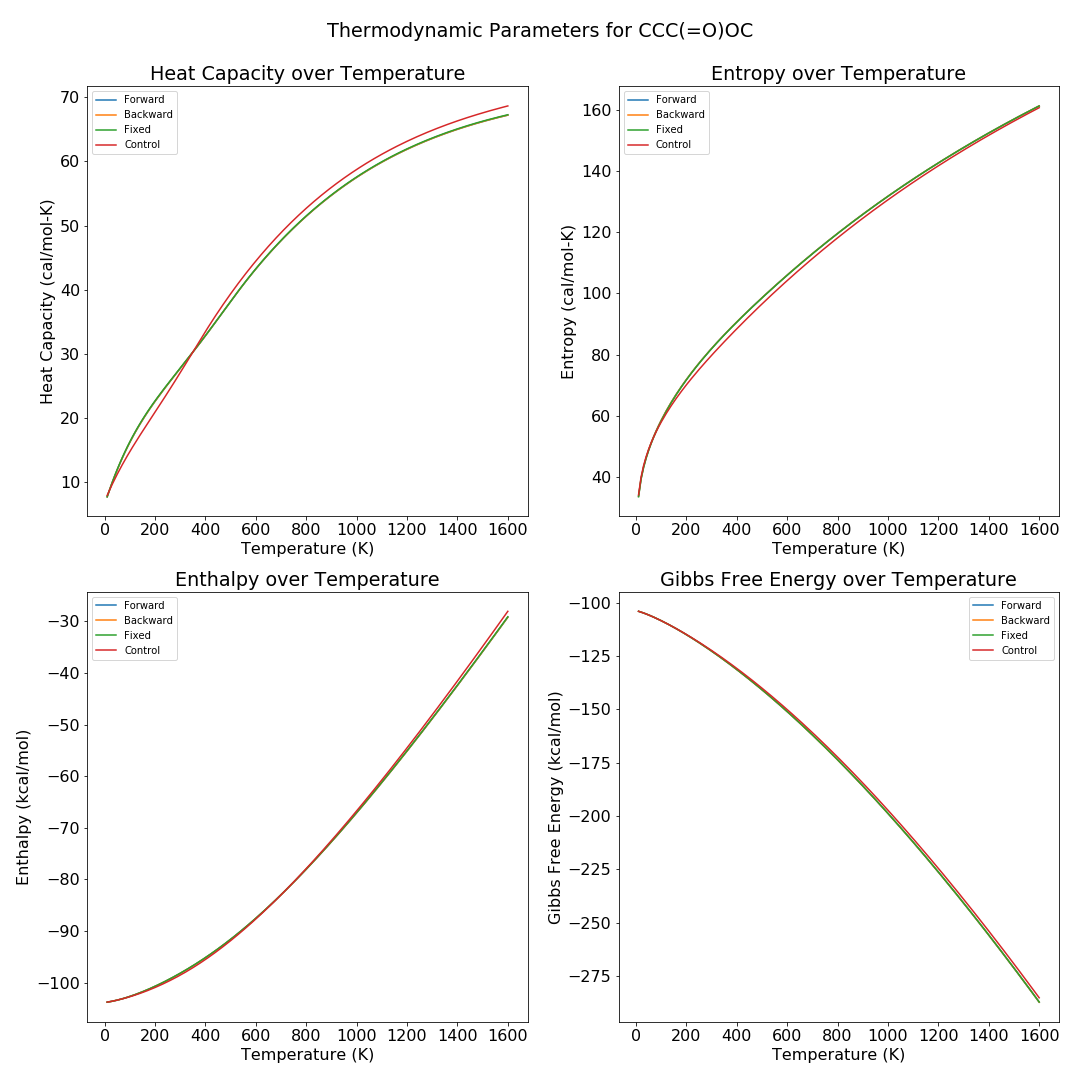 Thermodynamic Parameters for CCC(=O)OC
Heat Capacity over Temperature
Heat Capacity (cal/mol-K)
70
60
50
40
30
20
10
Forward
Backward
Fixed
Control
0 200 400 600 800 1000 1200 1400 1600
Temperature (K)
Entropy over Temperature
Entropy (cal/mol-K)
160
140
120
100
80
60
40
Forward
Backward
Fixed
Control
0 200 400 600 800 1000 1200 1400 1600
Temperature (K)
Enthalpy over Temperature
Enthalpy (kcal/mol)
−30
−40
−50
−60
−70
−80
−90
−100
Forward
Backward
Fixed
Control
0 200 400 600 800 1000 1200 1400 1600
Temperature (K)
Gibbs Free Energy over Temperature
Gibbs Free Energy (kcal/mol)
−100
−125
−150
−175
−200
−225
−250
−275
Forward
Backward
Fixed
Control
0 200 400 600 800 1000 1200 1400 1600
Temperature (K)